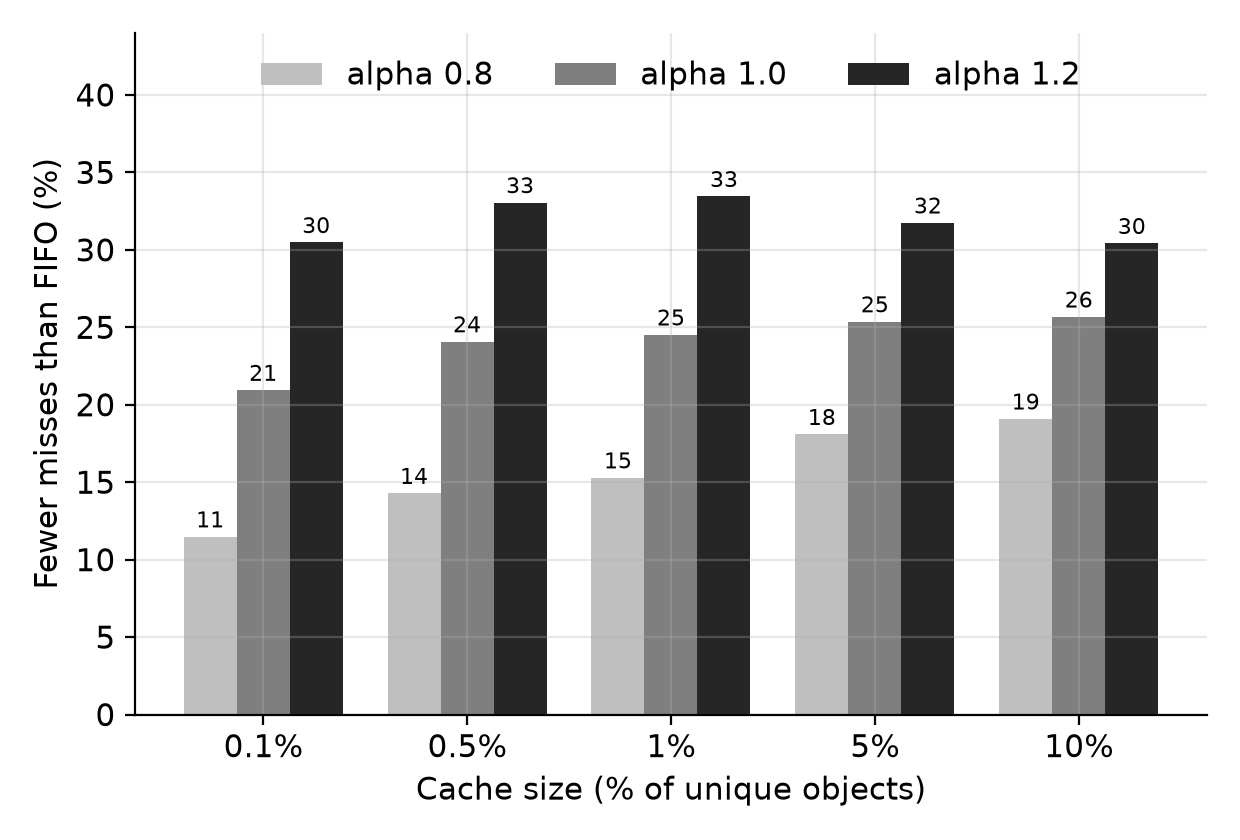 alpha 0.8 alpha 1.0 alpha 1.2
Fewer misses than FIFO (%)
40
35
30
25
20
15
10
5
0
11 21 30
14 24 33
15 25 33
18 25 32
19 26 30
0.1% 0.5% 1% 5% 10%
Cache size (% of unique objects)